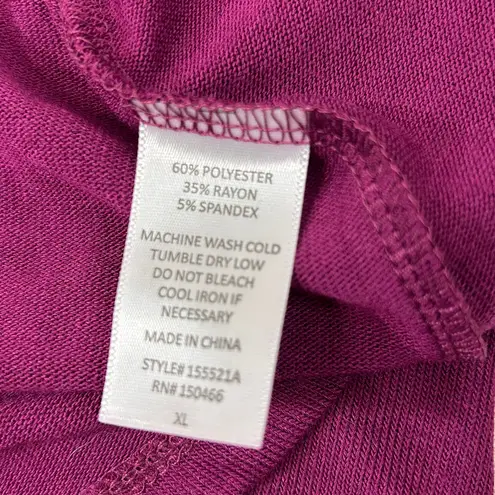 60% POLYESTER
35% RAYON
5% SPANDEX
MACHINE WASH COLD
TUMBLE DRY LOW
DO NOT BLEACH
COOL IRON IF
NECESSARY
MADE IN CHINA
STYLE# 155521A
RN# 150466
XL